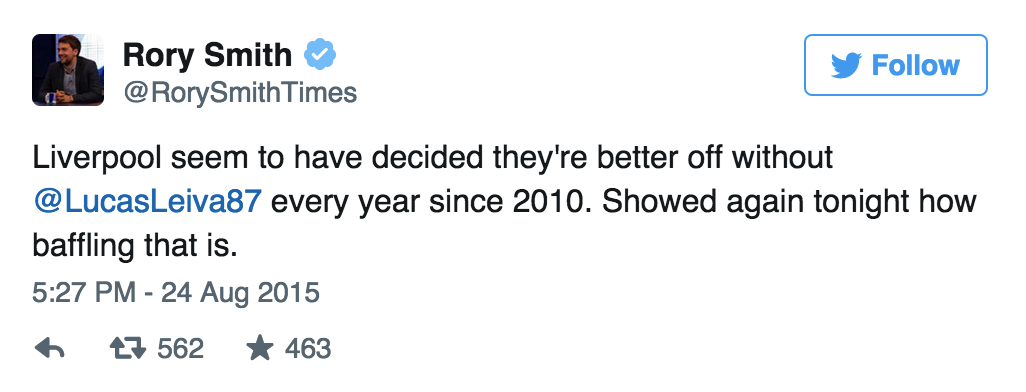 Rory Smith
@RorySmithTimes
Follow
Liverpool seem to have decided they're better off without
@LucasLeiva87 every year since 2010. Showed again tonight how
baffling that is.
5:27 PM - 24 Aug 2015
562 463